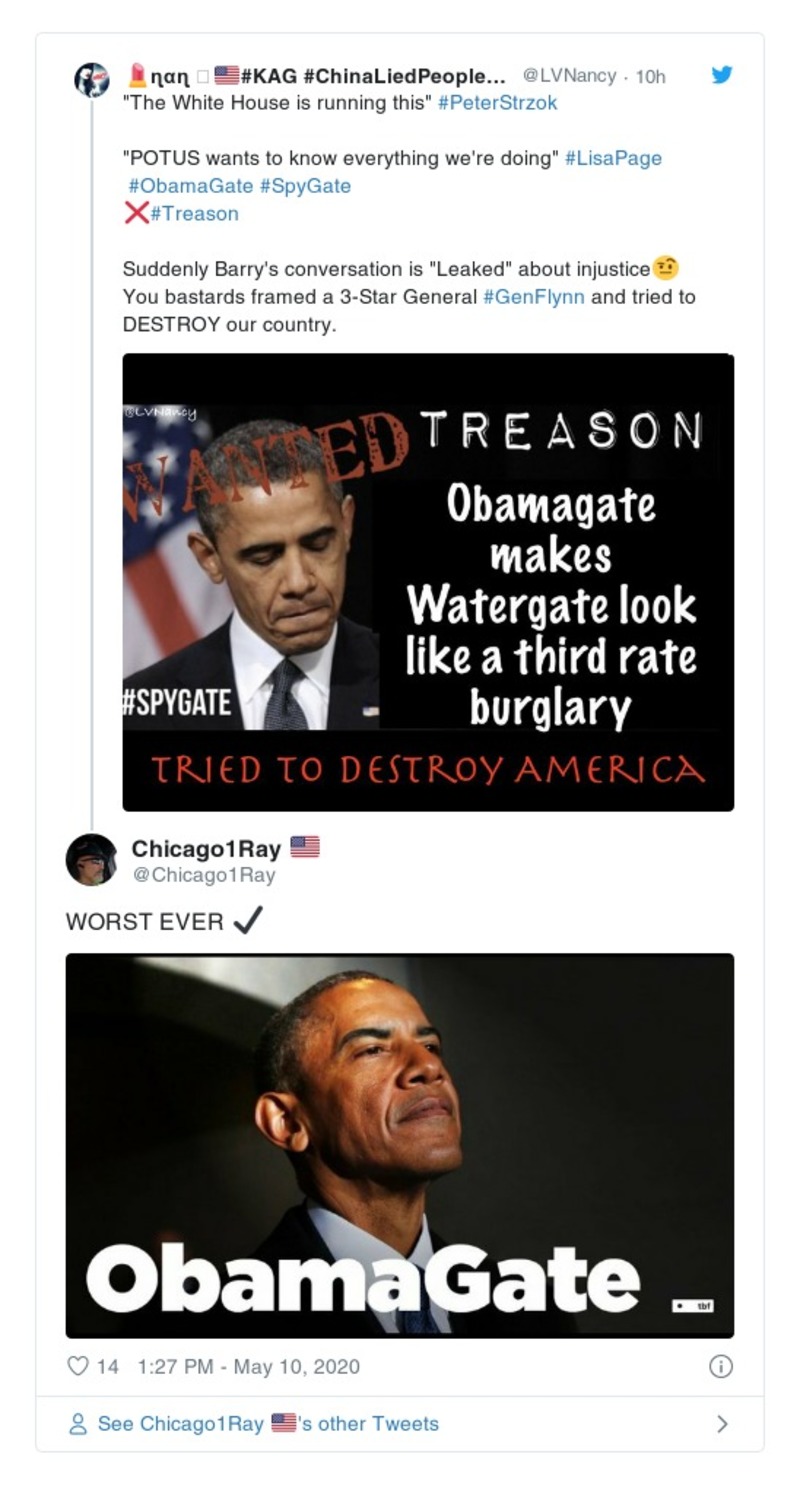 ηαη 🇺🇸#KAG #ChinaLiedPeople... @LVNancy · 10h
"The White House is running this" #PeterStrzok
"POTUS wants to know everything we're doing" #LisaPage
#ObamaGate #SpyGate
❌#Treason
Suddenly Barry's conversation is "Leaked" about injustice🤨
You bastards framed a 3-Star General #GenFlynn and tried to
DESTROY our country.
@LVNancy
WANTED
TREASON
Obamagate
makes
Watergate look
like a third rate
burglary
#SPYGATE
TRIED TO DESTROY AMERICA
Chicago1Ray 🇺🇸
@Chicago1Ray
WORST EVER ✔
ObamaGate
tbf
14 1:27 PM - May 10, 2020
See Chicago1Ray 🇺🇸's other Tweets